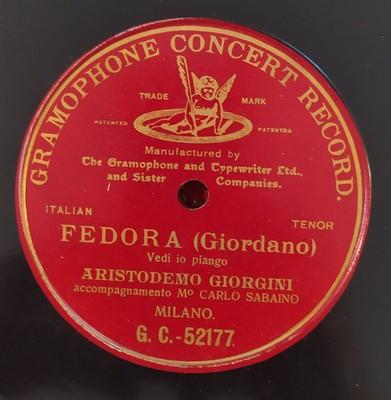 GRAMOPHONE CONCERT RECORD.
TRADE MARK
PATENTED PATENTED
Manufactured by
The Gramophone and Typewriter Ltd.,
and Sister Companies.
ITALIAN TENOR
FEDORA (Giordano)
Vedi io piango
ARISTODEMO GIORGINI
accompagnamento Mo CARLO SABAINO
MILANO.
G. C.-52177